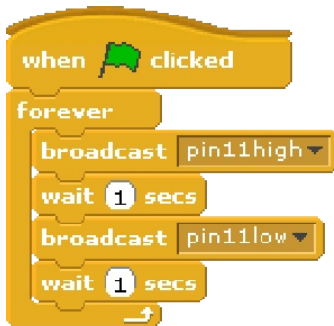 when clicked
forever
broadcast pin11high
wait 1 secs
broadcast pin11low
wait 1 secs